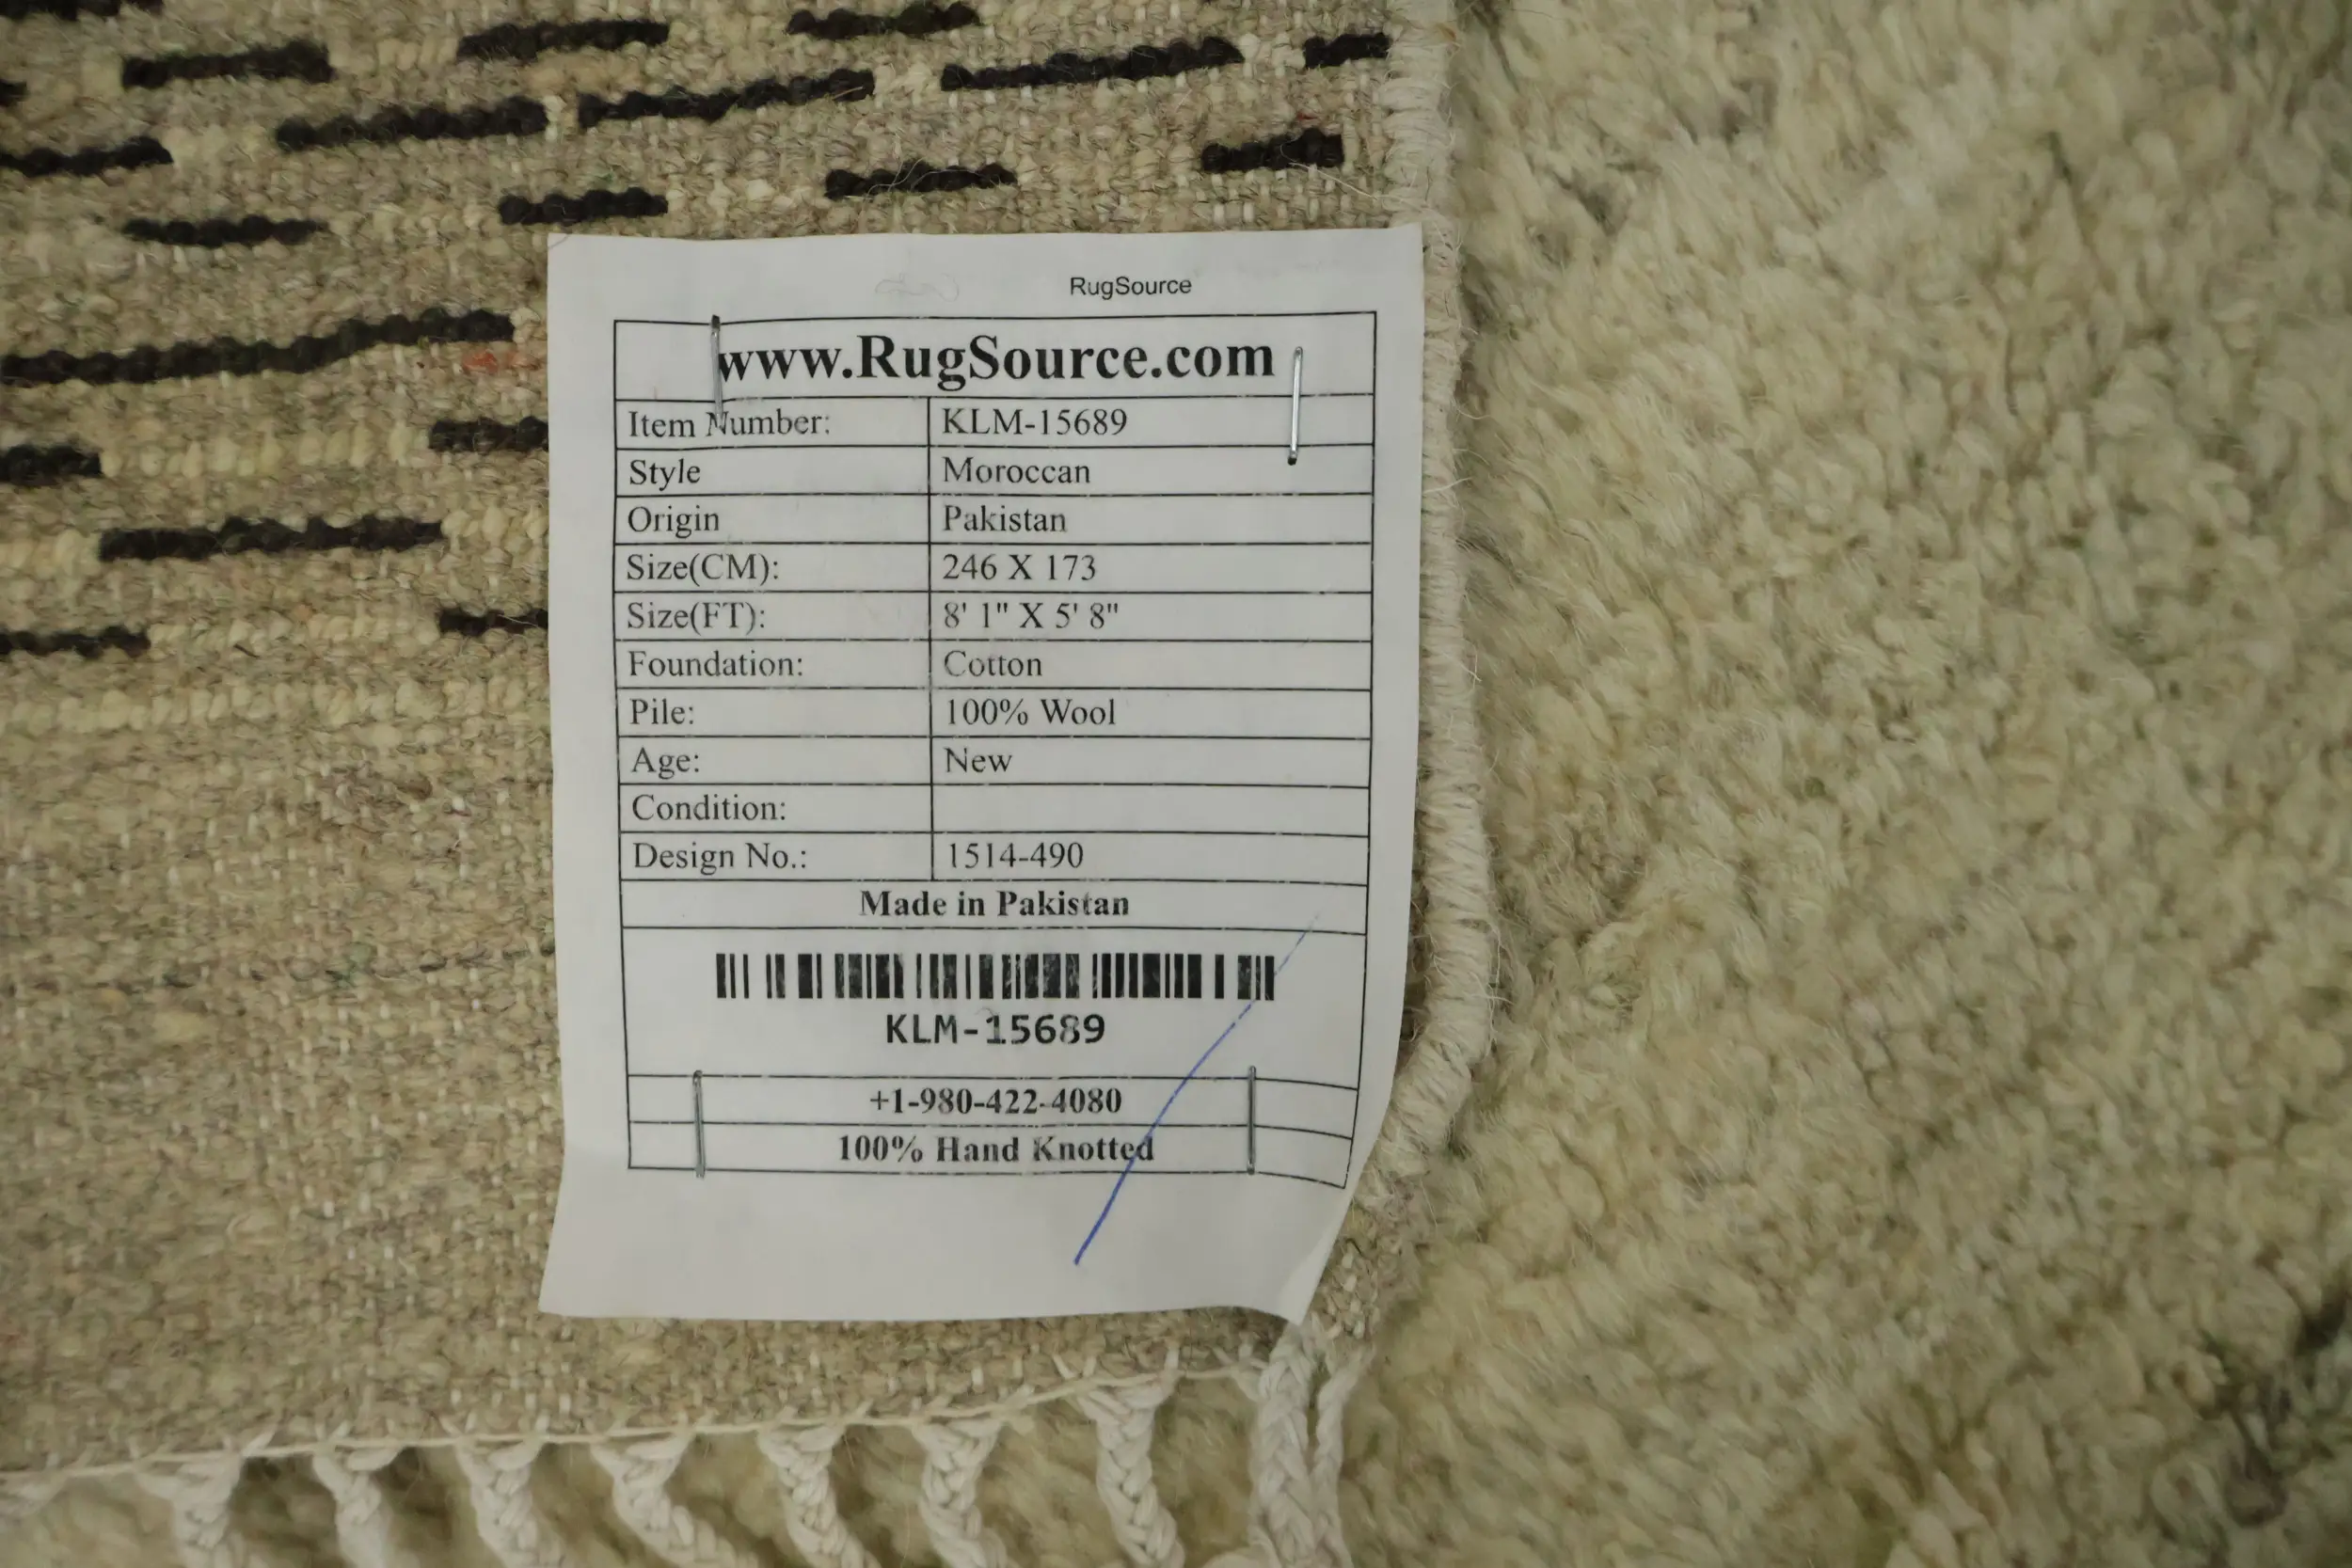 RugSource
www.RugSource.com
Item Number: KLM-15689
Style Moroccan
Origin Pakistan
Size(CM): 246 X 173
Size(FT): 8' 1" X 5' 8"
Foundation: Cotton
Pile: 100% Wool
Age: New
Condition:
Design No.: 1514-490
Made in Pakistan
KLM-15689
+1-980-422-4080
100% Hand Knotted